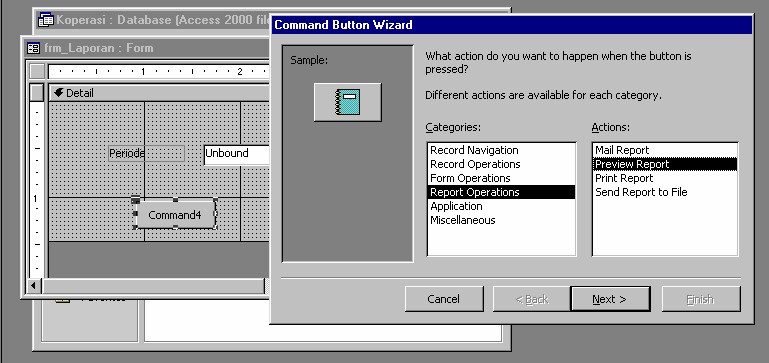 Koperasi : Database (Access 2000 file
frm_Laporan : Form
1
2
Detail
Periode
Unbound
1
Command4
Command Button Wizard
Sample:
What action do you want to happen when the button is
pressed?
Different actions are available for each category.
Categories:
Record Navigation
Record Operations
Form Operations
Report Operations
Application
Miscellaneous
Actions:
Mail Report
Preview Report
Print Report
Send Report to File
Cancel
< Back
Next >
Finish